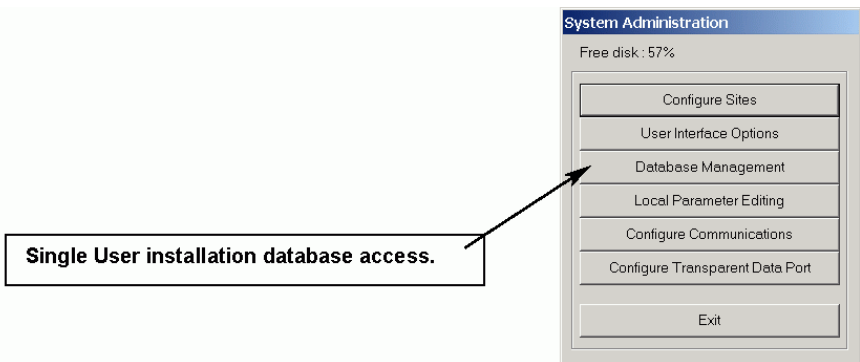 System Administration
Free disk : 57%
Configure Sites
User Interface Options
Database Management
Local Parameter Editing
Configure Communications
Configure Transparent Data Port
Exit
Single User installation database access.